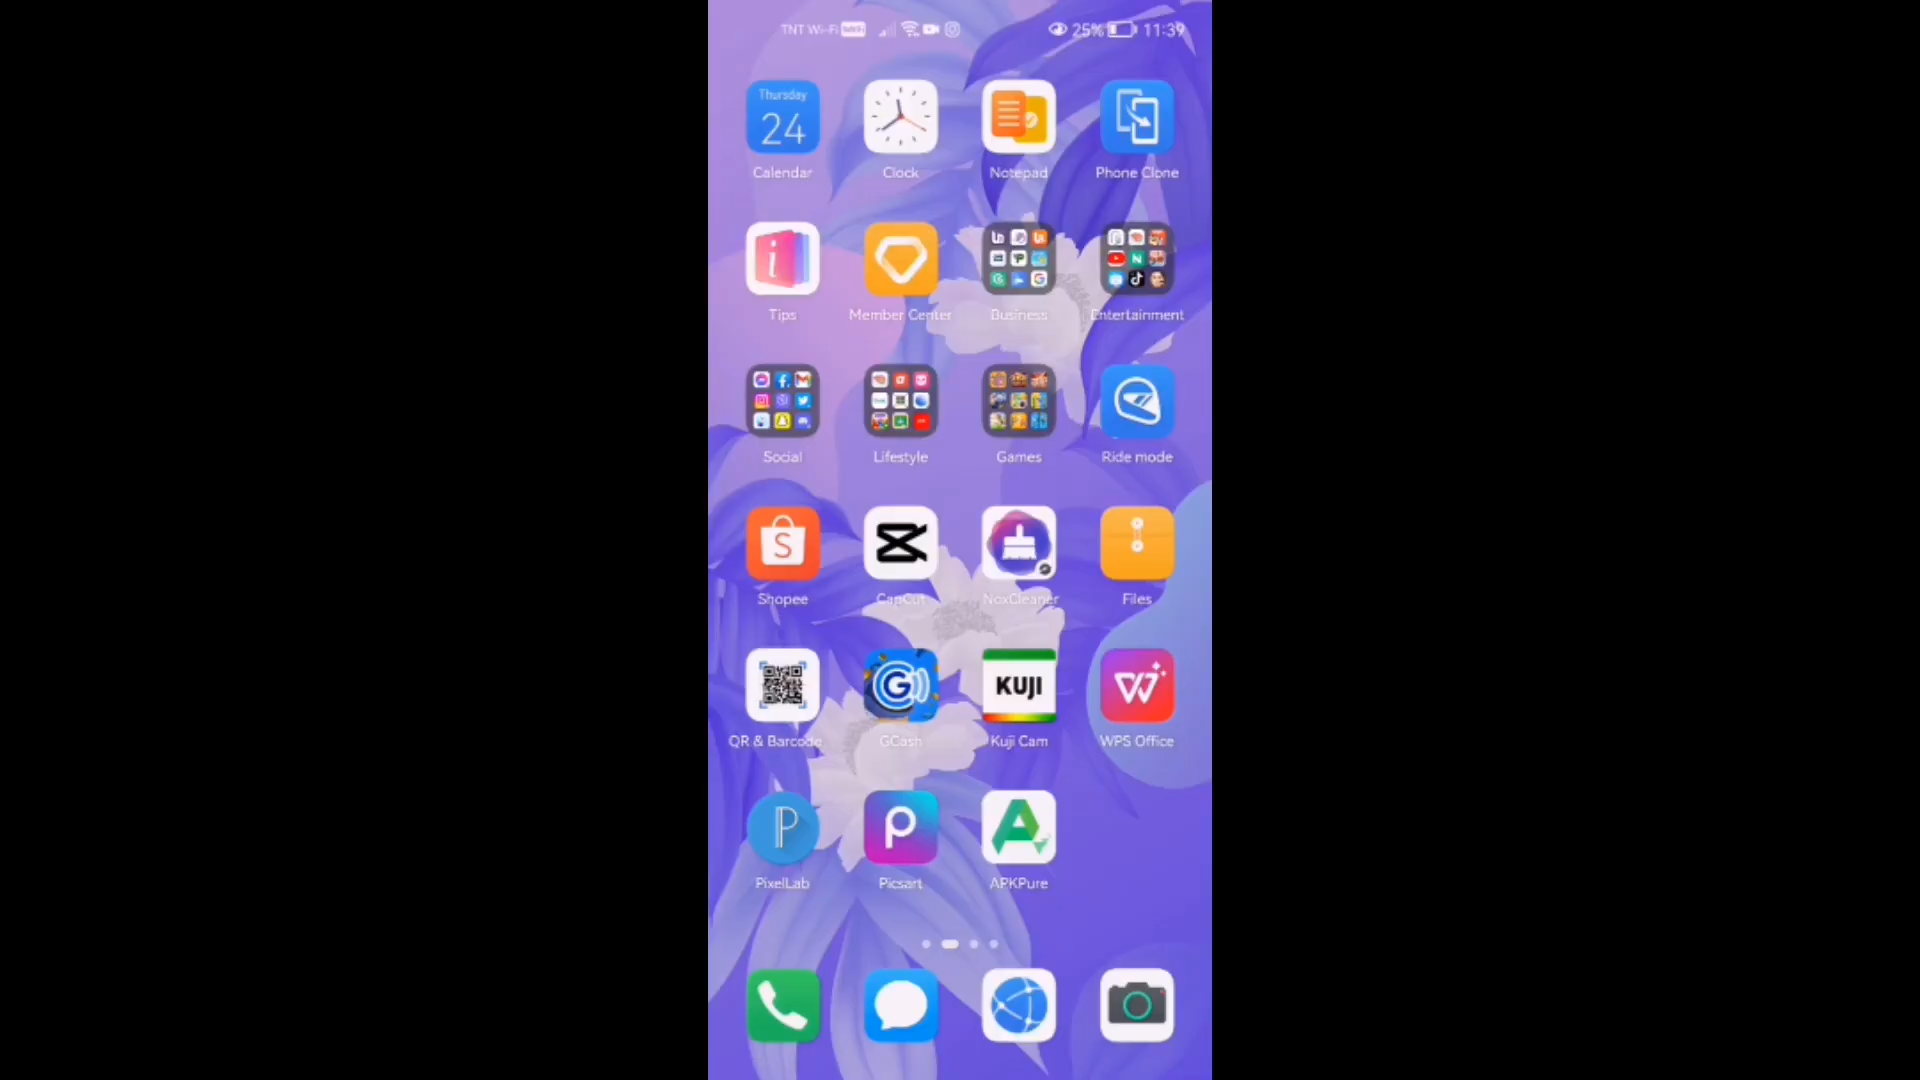 TNT Wi-Fi 25% 11:39
Thursday
24
Calendar Clock Notepad Phone Clone
Tips Member Center Business Entertainment
Social Lifestyle Games Ride mode
S
Shopee CapCut NoxCleaner Files
KUJI
QR & Barcode GCash Kuji Cam WPS Office
PixelLab Picsart APKPure